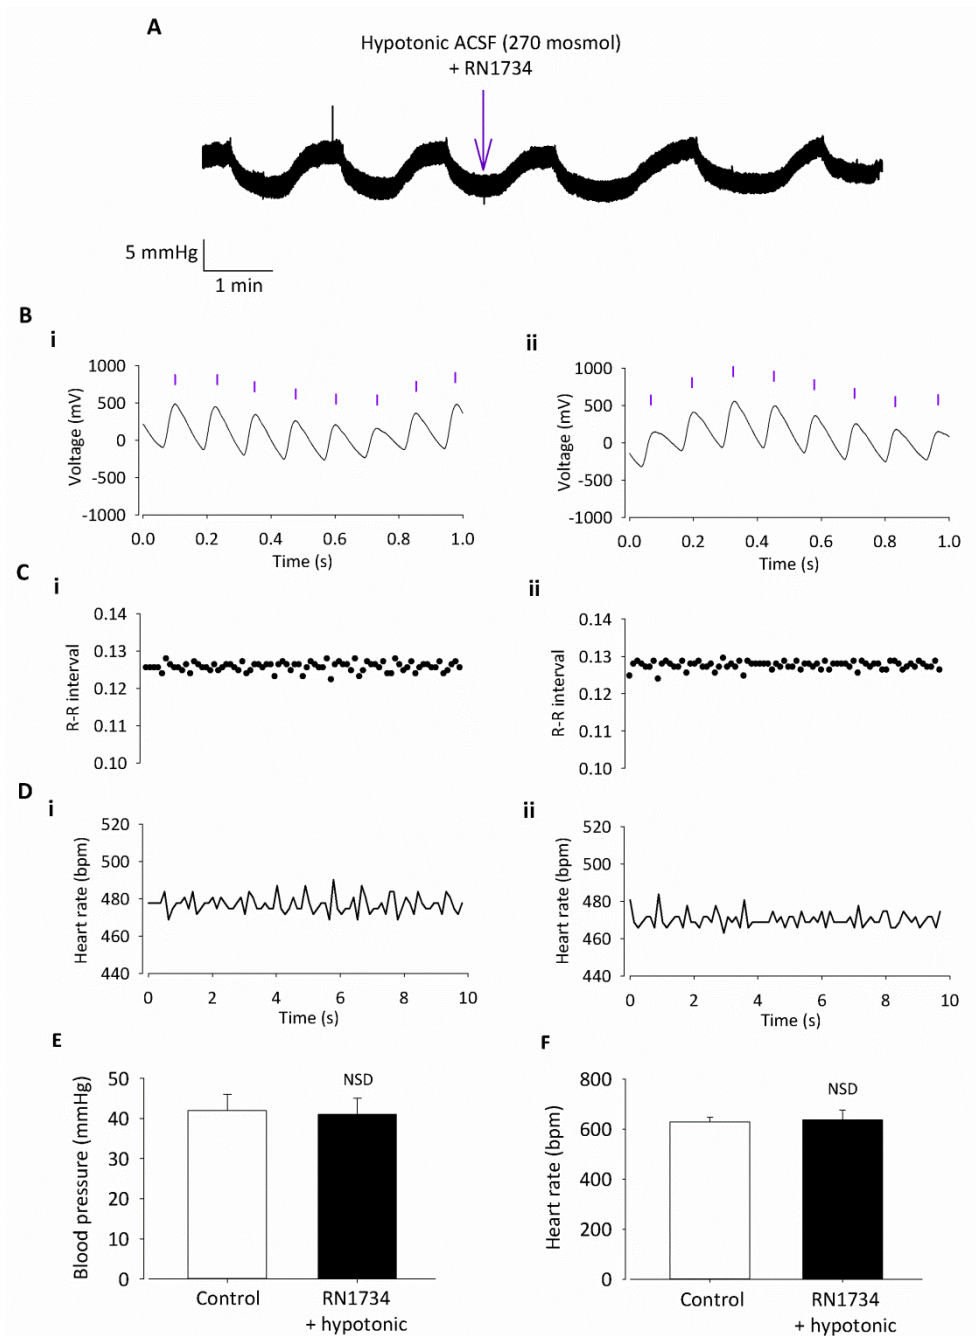 A
Hypotonic ACSF (270 mosmol)
+ RN1734
5 mmHg
1 min
B
i
ii
1000
500
0
-500
-1000
Voltage (mV)
0.0 0.2 0.4 0.6 0.8 1.0
Time (s)
1000
500
0
-500
-1000
Voltage (mV)
0.0 0.2 0.4 0.6 0.8 1.0
Time (s)
C
i
ii
0.14
0.13
0.12
0.11
0.10
R-R interval
0.14
0.13
0.12
0.11
0.10
R-R interval
D
i
ii
520
500
480
460
440
Heart rate (bpm)
0 2 4 6 8 10
Time (s)
520
500
480
460
440
Heart rate (bpm)
0 2 4 6 8 10
Time (s)
E
50
40
30
20
10
0
Blood pressure (mmHg)
NSD
Control
RN1734
+ hypotonic
F
800
600
400
200
0
Heart rate (bpm)
NSD
Control
RN1734
+ hypotonic